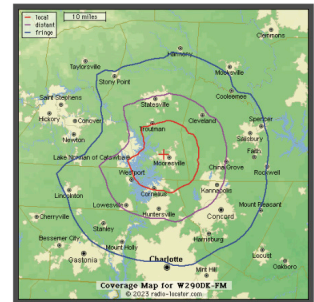 local
distant
fringe
10 miles
Clemmons
Harmony
Taylorsville
Mocksville
Stony Point
Cooleemee
Saint Stephens
Statesville
Hickory
Conover
Cleveland
Spencer
Troutman
Newton
Salisbury
Faith
Lake Norman of Catawba
Mooresville
China Grove
Rockwell
Westport
Lincolnton
Cornelius
Kannapolis
Lowesville
Huntersville
Mount Pleasant
Cherryville
Stanley
Concord
Bessemer City
Mount Holly
Harrisburg
Gastonia
Charlotte
Locust
Mint Hill
Oakboro
Coverage Map for W290DK-FM
© 2023 radio-locator.com